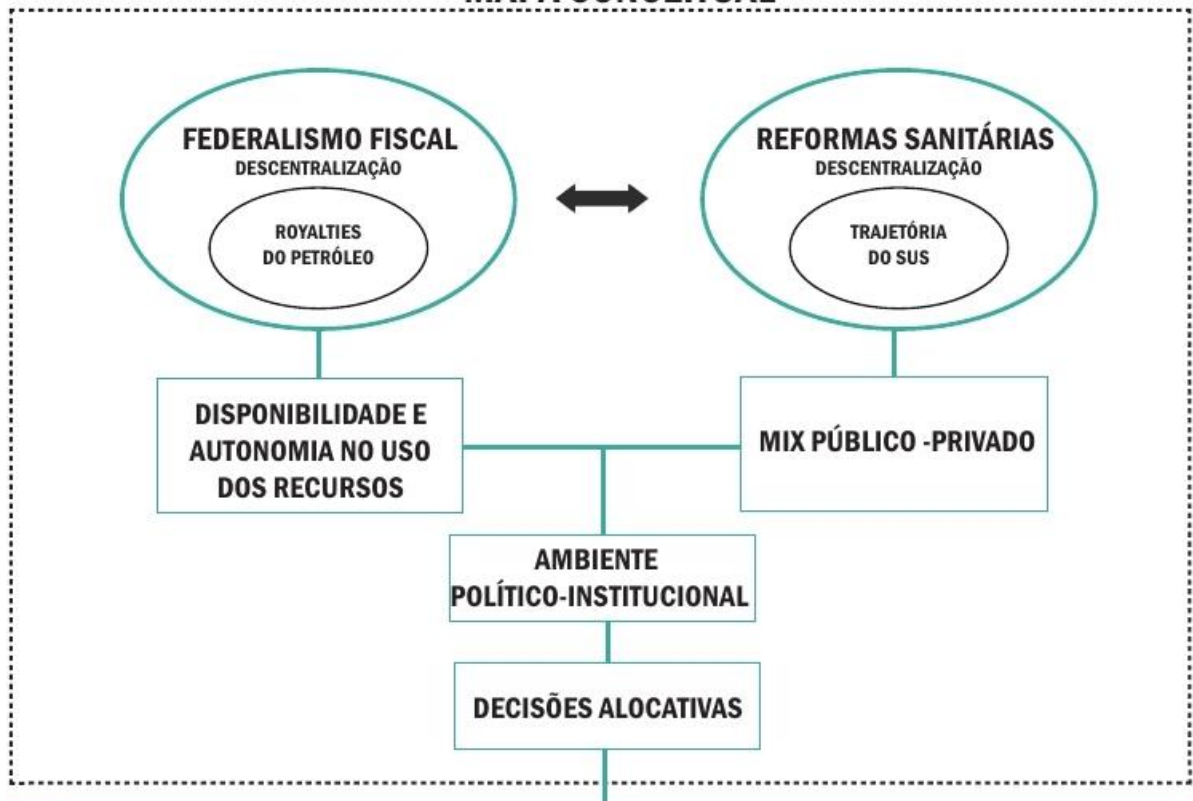 FEDERALISMO FISCAL
DESCENTRALIZAÇÃO
ROYALTIES
DO PETRÓLEO
REFORMAS SANITÁRIAS
DESCENTRALIZAÇÃO
TRAJETÓRIA
DO SUS
DISPONIBILIDADE E
AUTONOMIA NO USO
DOS RECURSOS
MIX PÚBLICO -PRIVADO
AMBIENTE
POLÍTICO-INSTITUCIONAL
DECISÕES ALOCATIVAS